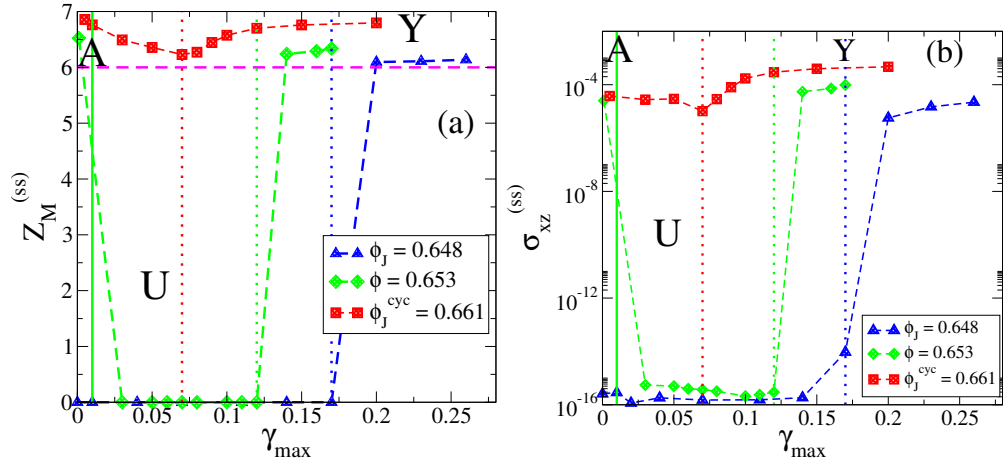 7
6
5
4
3
2
1
0
Z_M^(ss)
A
Y
(a)
U
ϕ_J = 0.648
ϕ = 0.653
ϕ_J^cyc = 0.661
0 0.05 0.1 0.15 0.2 0.25
γ_max
A
Y
(b)
10^-4
10^-8
10^-12
10^-16
σ_xz^(ss)
U
ϕ_J = 0.648
ϕ = 0.653
ϕ_J^cyc = 0.661
0.00 0.05 0.10 0.15 0.20 0.25
γ_max